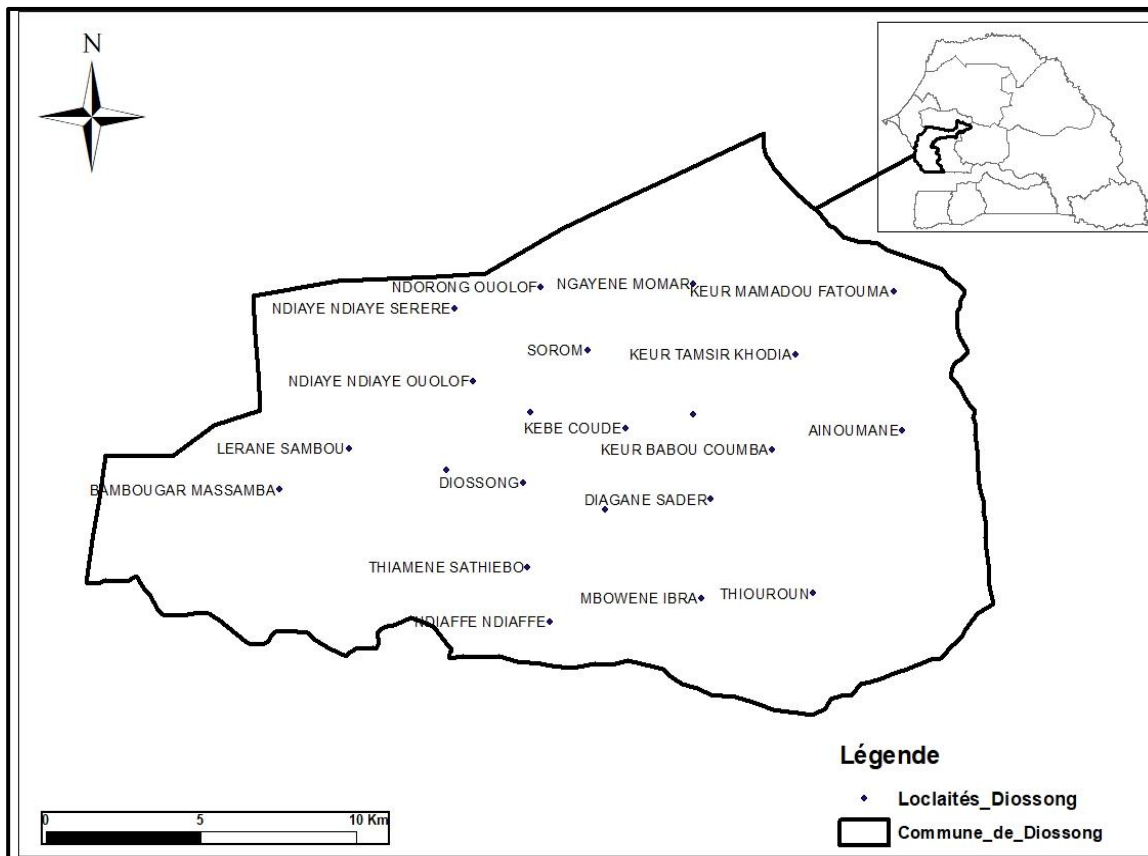 N
NDORONG OUOLOF
NGAYENE MOMAR
KEUR MAMADOU FATOUMA
NDIAYE NDIAYE SERERE
SOROM
KEUR TAMSIR KHODIA
NDIAYE NDIAYE OUOLOF
KEBE COUDE
AINOUMANE
LERANE SAMBOU
KEUR BABOU COUMBA
BAMBOUGAR MASSAMBA
DIOSSONG
DIAGANE SADER
THIAMENE SATHIEBO
MBOWENE IBRA
THIOUROUN
NDIAFFE NDIAFFE
Légende
Loclaités_Diossong
Commune_de_Diossong
0 5 10 Km